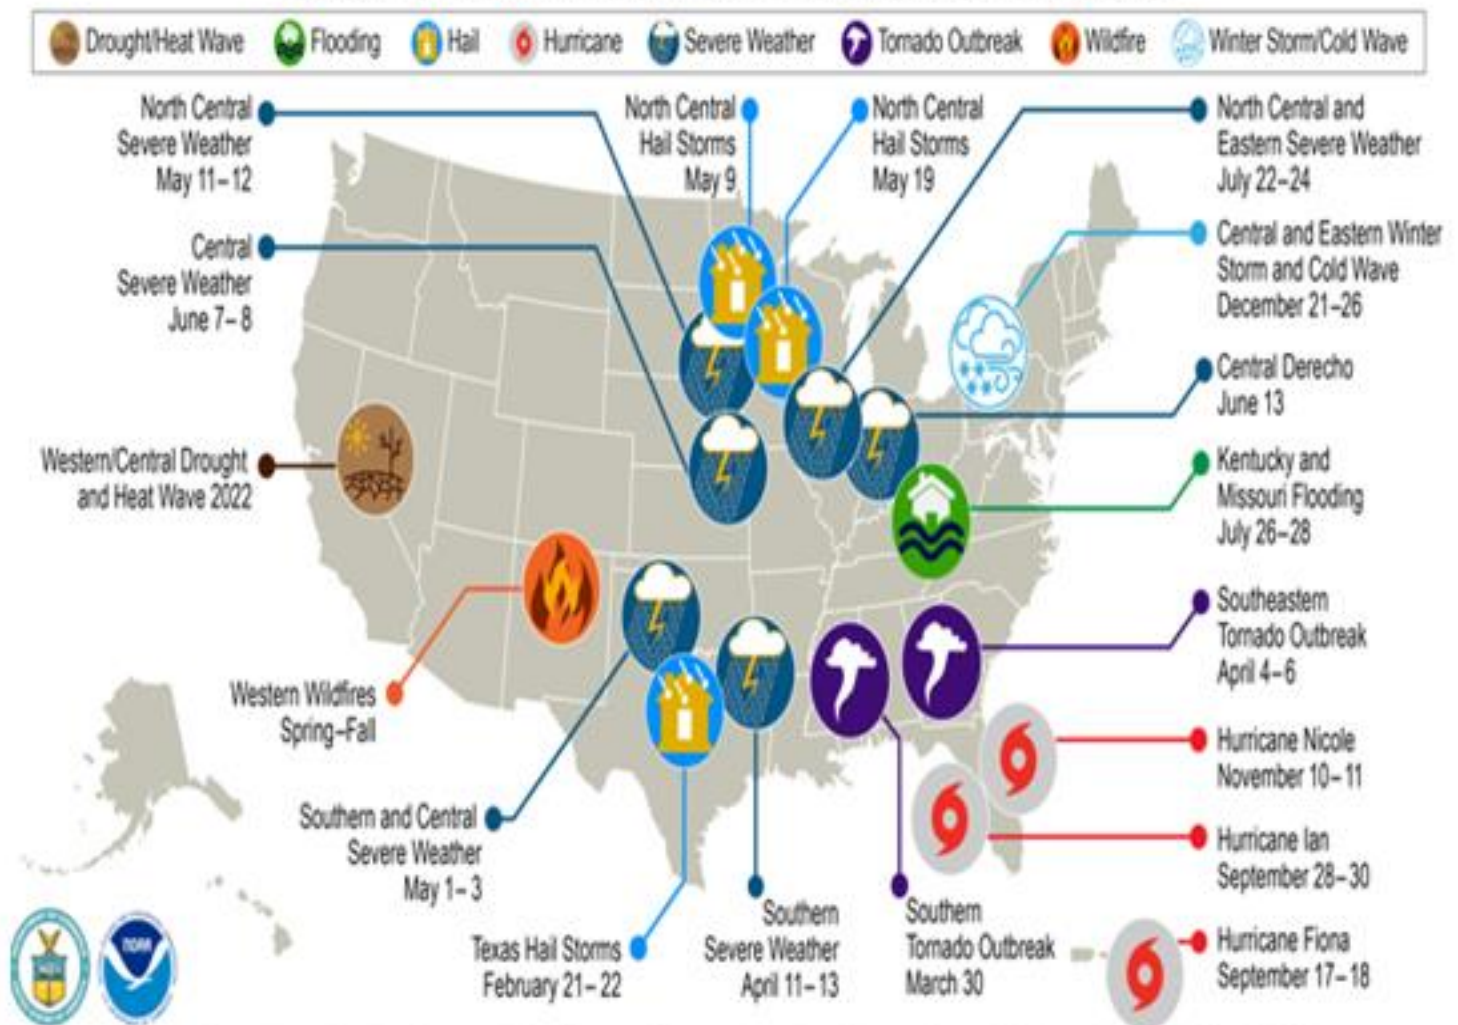 Drought/Heat Wave Flooding Hail Hurricane Severe Weather Tornado Outbreak Wildfire Winter Storm/Cold Wave
North Central
Severe Weather
May 11–12
North Central
Hail Storms
May 9
North Central
Hail Storms
May 19
North Central and
Eastern Severe Weather
July 22–24
Central
Severe Weather
June 7–8
Central and Eastern Winter
Storm and Cold Wave
December 21–26
Central Derecho
June 13
Western/Central Drought
and Heat Wave 2022
Kentucky and
Missouri Flooding
July 26–28
Southeastern
Tornado Outbreak
April 4–6
Western Wildfires
Spring–Fall
Hurricane Nicole
November 10–11
Southern and Central
Severe Weather
May 1–3
Hurricane Ian
September 28–30
Texas Hail Storms
February 21–22
Southern
Severe Weather
April 11–13
Southern
Tornado Outbreak
March 30
Hurricane Fiona
September 17–18
noaa